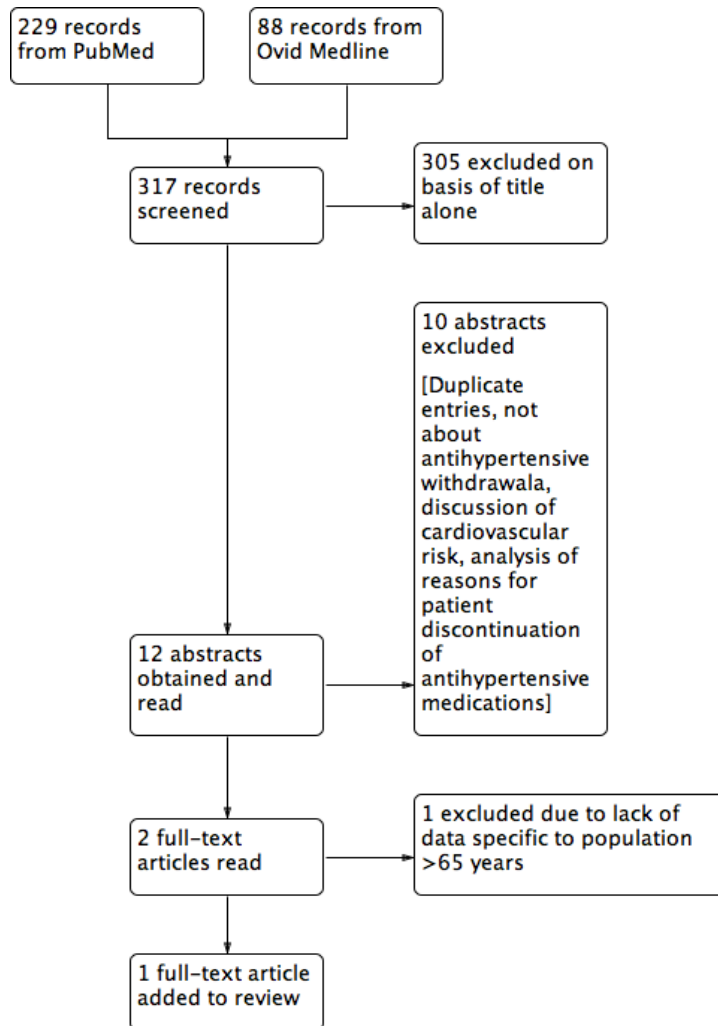 229 records
from PubMed
88 records from
Ovid Medline
317 records
screened
305 excluded on
basis of title
alone
10 abstracts
excluded
[Duplicate
entries, not
about
antihypertensive
withdrawala,
discussion of
cardiovascular
risk, analysis of
reasons for
patient
discontinuation
of
antihypertensive
medications]
12 abstracts
obtained and
read
2 full-text
articles read
1 excluded due to lack of
data specific to population
>65 years
1 full-text article
added to review